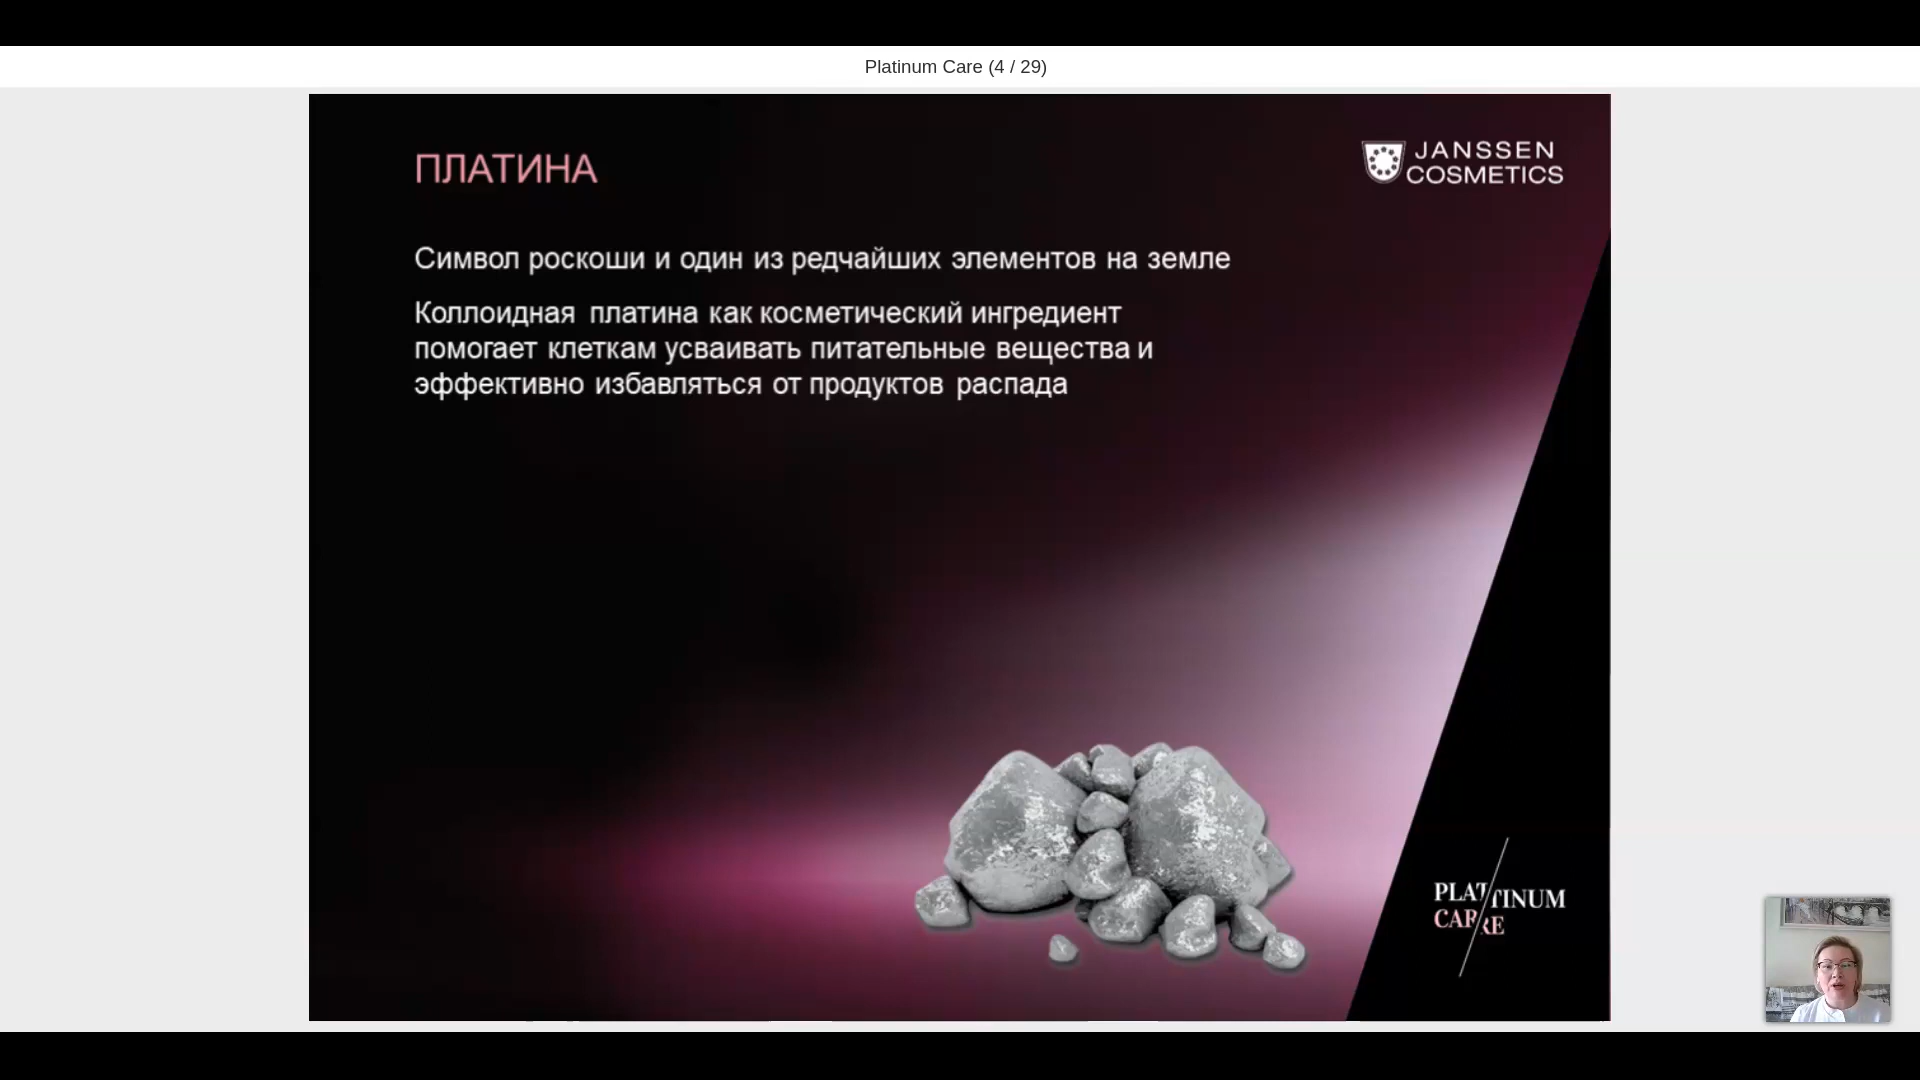 Platinum Care (4 / 29)
ПЛАТИНА
JANSSEN
COSMETICS
Символ роскоши и один из редчайших элементов на земле
Коллоидная платина как косметический ингредиент
помогает клеткам усваивать питательные вещества и
эффективно избавляться от продуктов распада
PLATINUM
CARE